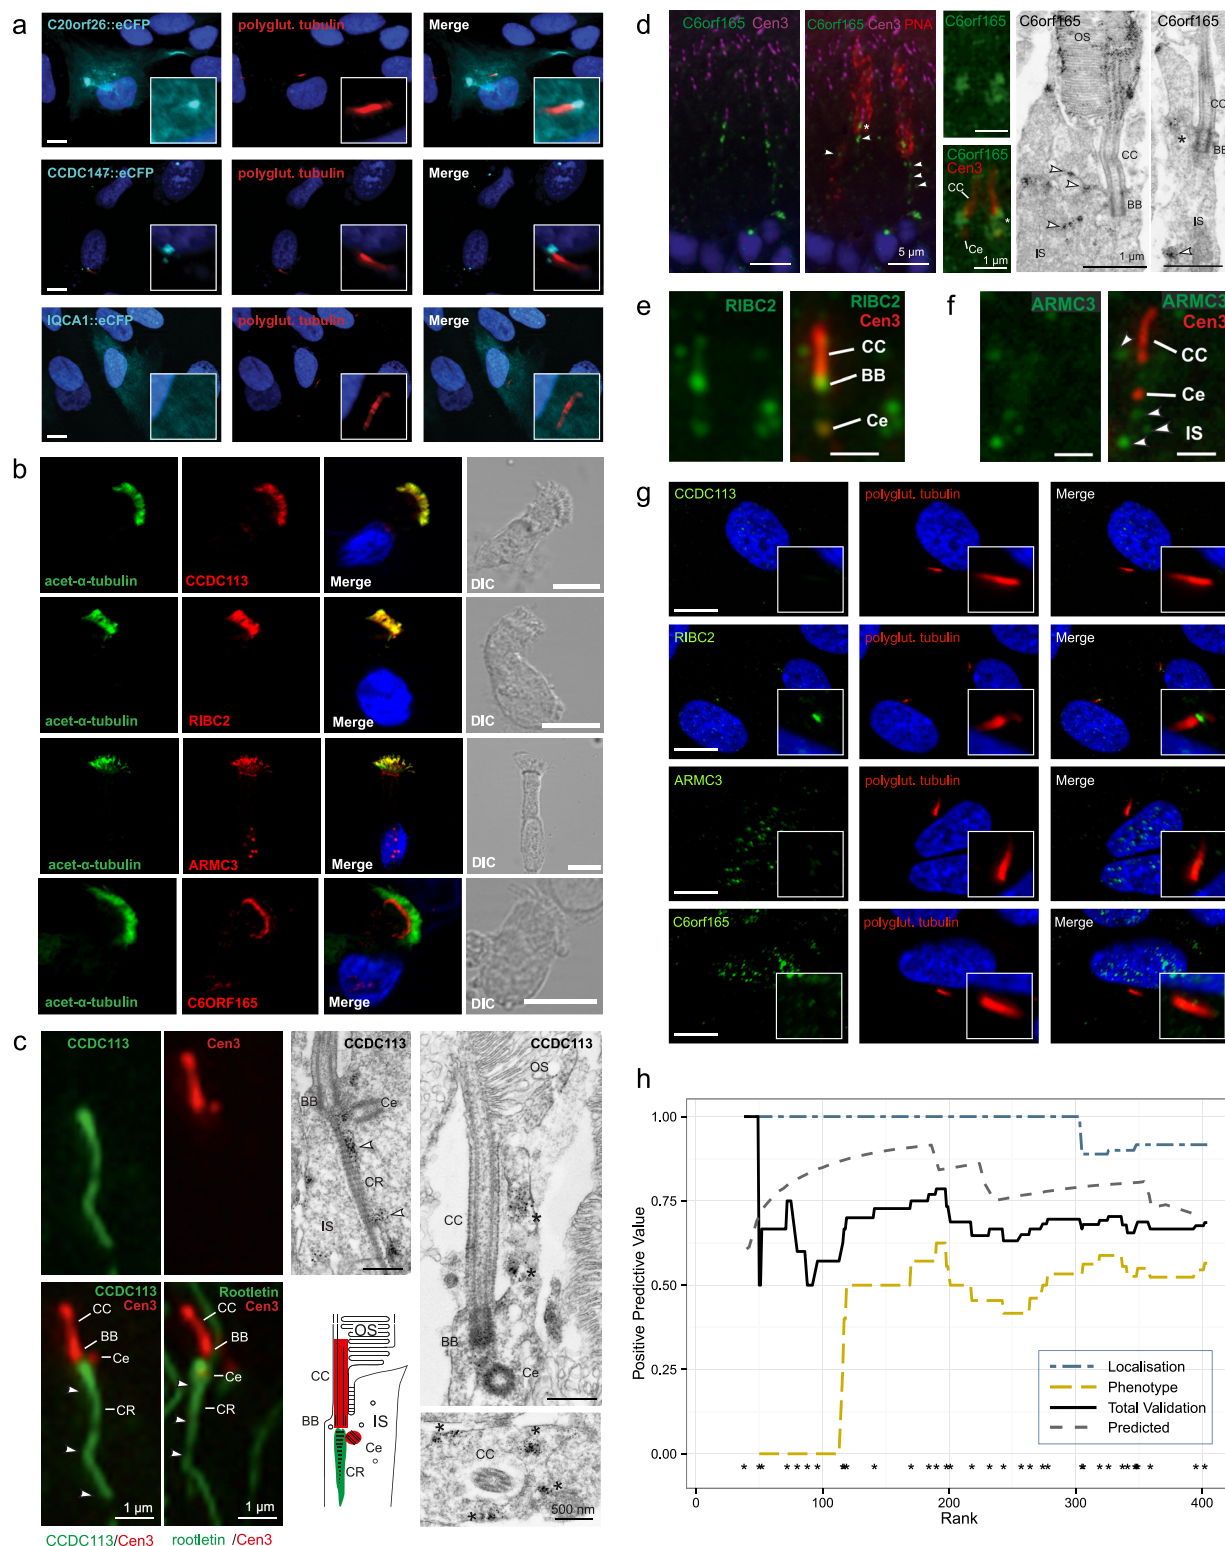 a
C20orf26::eCFP
polyglut. tubulin
Merge
CCDC147::eCFP
polyglut. tubulin
Merge
IQCA1::eCFP
polyglut. tubulin
Merge
b
acet-α-tubulin
CCDC113
Merge
DIC
acet-α-tubulin
RIBC2
Merge
DIC
acet-α-tubulin
ARMC3
Merge
DIC
acet-α-tubulin
C6ORF165
Merge
DIC
c
CCDC113
Cen3
CCDC113
BB
Ce
CR
IS
CCDC113
OS
CC
BB
Ce
CCDC113
Cen3
CC
BB
Ce
CR
1 µm
Rootletin
Cen3
CC
BB
Ce
CR
1 µm
CCDC113/Cen3
rootletin /Cen3
OS
CC
BB
IS
Ce
CR
* * * *
CC
500 nm
d
C6orf165 Cen3
C6orf165 Cen3 PNA
*
5 µm
C6orf165
C6orf165
Cen3
CC
*
Ce
1 µm
C6orf165
OS
CC
BB
IS
1 µm
C6orf165
CC
*
BB
IS
e
RIBC2
RIBC2
Cen3
CC
BB
Ce
f
ARMC3
ARMC3
Cen3
CC
Ce
IS
g
CCDC113
polyglut. tubulin
Merge
RIBC2
polyglut. tubulin
Merge
ARMC3
polyglut. tubulin
Merge
C6orf165
polyglut. tubulin
Merge
h
Positive Predictive Value
1.00
0.75
0.50
0.25
0.00
Localisation
Phenotype
Total Validation
Predicted
0 100 200 300 400
Rank